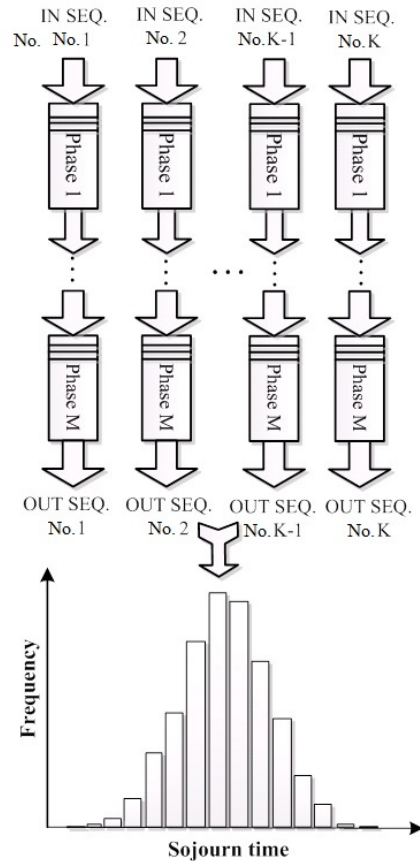 IN SEQ. IN SEQ. IN SEQ. IN SEQ.
No. No.1 No.2 No.K-1 No.K
Phase 1 Phase 1 Phase 1 Phase 1
...
Phase M Phase M Phase M Phase M
OUT SEQ. OUT SEQ. OUT SEQ. OUT SEQ.
No.1 No.2 No.K-1 No.K
Frequency
Sojourn time